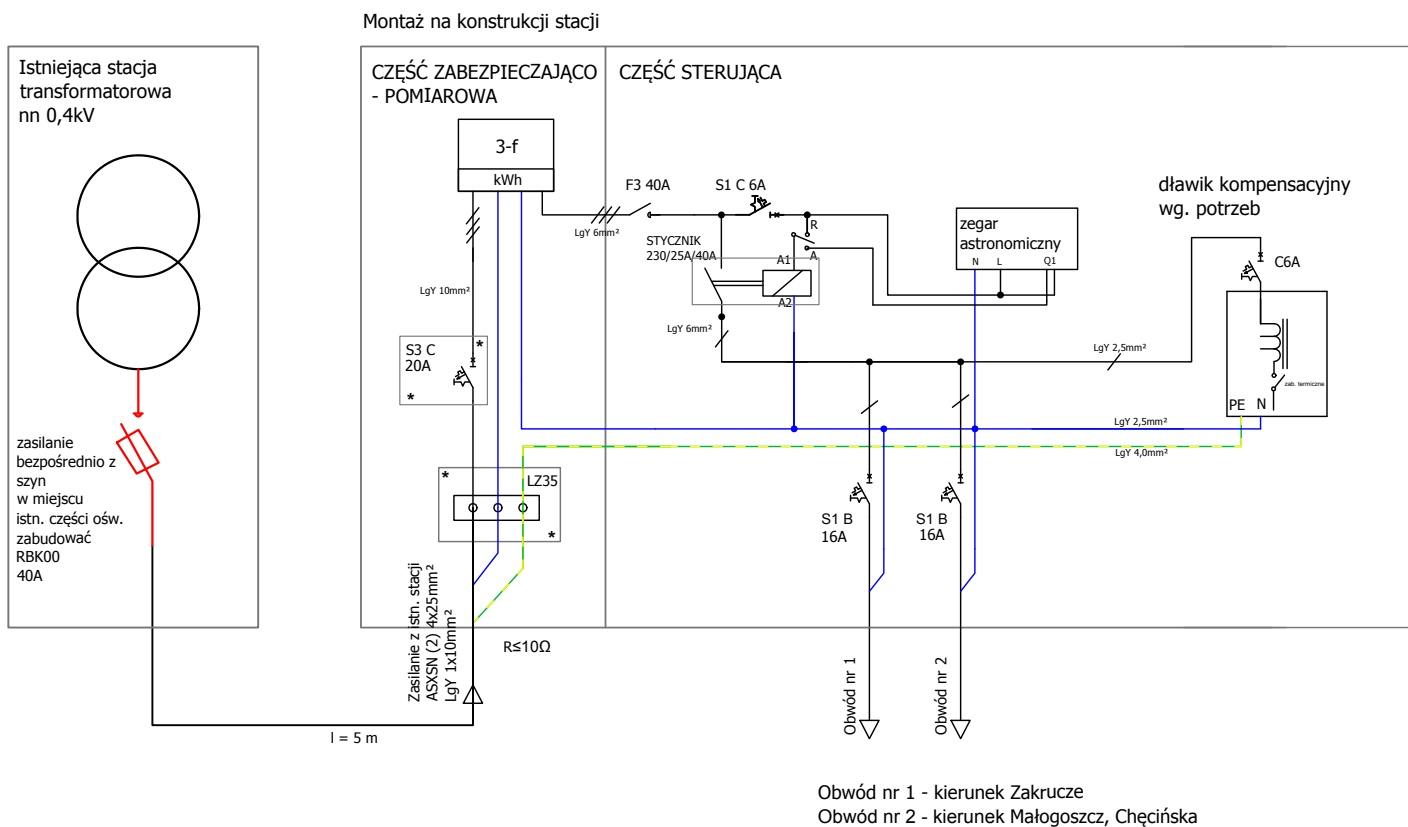 Montaż na konstrukcji stacji
Istniejąca stacja
transformatorowa
nn 0,4kV
zasilanie
bezpośrednio z
szyn
w miejscu
istn. części ośw.
zabudować
RBK00
40A
l = 5 m
CZĘŚĆ ZABEZPIECZAJĄCO
- POMIAROWA
3-f
kWh
LgY 10mm²
S3 C
20A
*
*
*
LZ35
*
Zasilanie z istn. stacji
ASXSN (2) 4x25mm²
LgY 1x10mm²
R≤10Ω
CZĘŚĆ STERUJĄCA
LgY 6mm²
F3 40A
S1 C 6A
STYCZNIK
230/25A/40A
R
A
A1
A2
LgY 6mm²
zegar
astronomiczny
N L Q1
dławik kompensacyjny
wg. potrzeb
C6A
zab. termiczne
PE N
LgY 2,5mm²
LgY 2,5mm²
LgY 4,0mm²
S1 B
16A
S1 B
16A
Obwód nr 1
Obwód nr 2
Obwód nr 1 - kierunek Zakrucze
Obwód nr 2 - kierunek Małogoszcz, Chęcińska